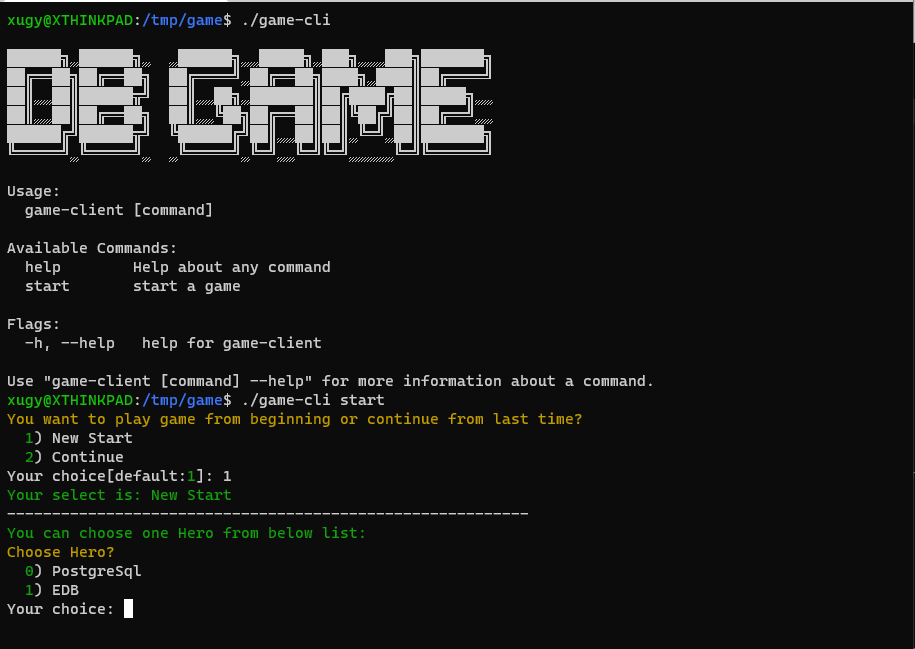 xugy@XTHINKPAD:/tmp/game$ ./game-cli
DB GAME
Usage:
  game-client [command]
Available Commands:
  help        Help about any command
  start       start a game
Flags:
  -h, --help   help for game-client
Use "game-client [command] --help" for more information about a command.
xugy@XTHINKPAD:/tmp/game$ ./game-cli start
You want to play game from beginning or continue from last time?
  1) New Start
  2) Continue
Your choice[default:1]: 1
Your select is: New Start
----------------------------------------------------------
You can choose one Hero from below list:
Choose Hero?
  0) PostgreSql
  1) EDB
Your choice: